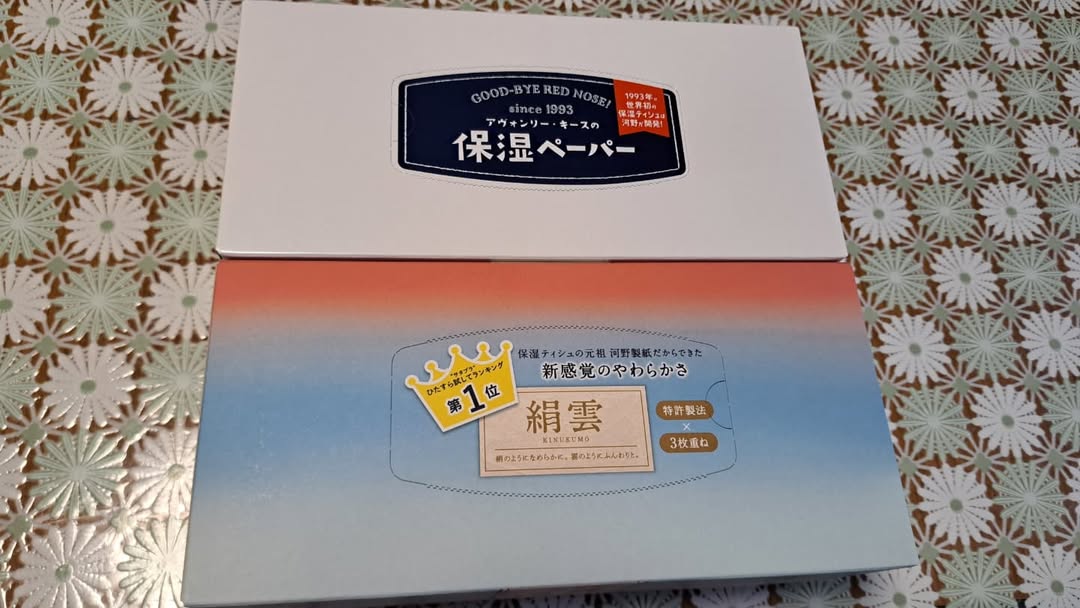 GOOD-BYE RED NOSE!
since 1993
アヴォンリー・キースの
保湿ペーパー
1993年、
世界初の
保湿ティシュは
河野が開発!
保湿ティシュの元祖 河野製紙だからできた
新感覚のやわらかさ
"サタプラ"
ひたすら試してランキング
第1位
絹雲
KINUKUMO
絹のようになめらかに。雲のようにふんわりと。
特許製法
×
3枚重ね